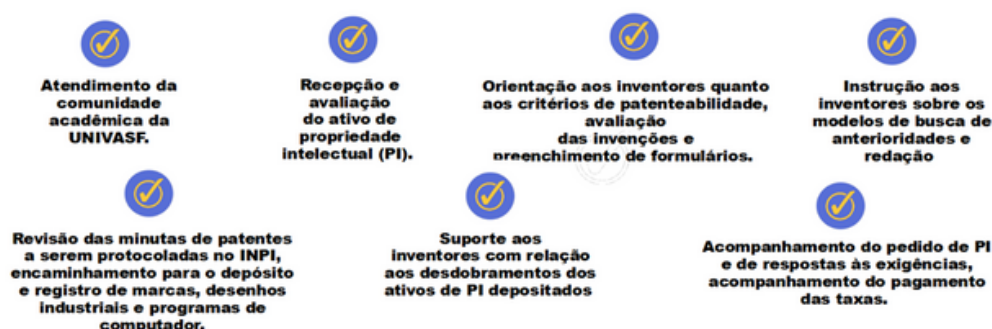 Atendimento da
comunidade
acadêmica da
UNIVASF.
Recepção e
avaliação
do ativo de
propriedade
intelectual (PI).
Orientação aos inventores quanto
aos critérios de patenteabilidade,
avaliação
das invenções e
preenchimento de formulários.
Instrução aos
inventores sobre os
modelos de busca de
anterioridades e
redação
Revisão das minutas de patentes
a serem protocoladas no INPI,
encaminhamento para o depósito
e registro de marcas, desenhos
industriais e programas de
computador.
Suporte aos
inventores com relação
aos desdobramentos dos
ativos de PI depositados
Acompanhamento do pedido de PI
e de respostas às exigências,
acompanhamento do pagamento
das taxas.